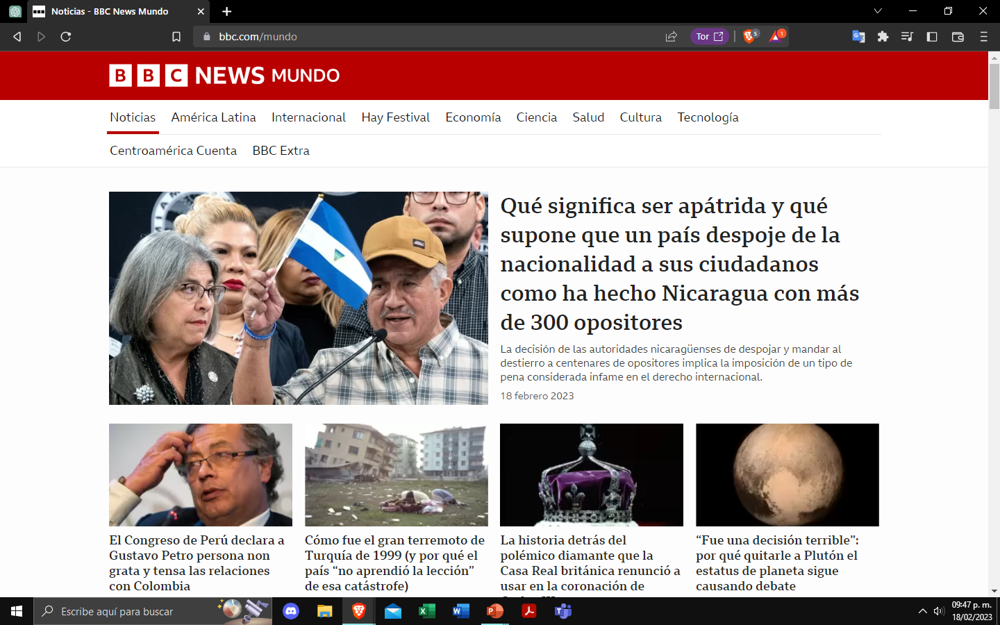 Noticias - BBC News Mundo
bbc.com/mundo
Tor
5
1
BBC NEWS MUNDO
Noticias América Latina Internacional Hay Festival Economía Ciencia Salud Cultura Tecnología
Centroamérica Cuenta BBC Extra
Qué significa ser apátrida y qué
supone que un país despoje de la
nacionalidad a sus ciudadanos
como ha hecho Nicaragua con más
de 300 opositores
La decisión de las autoridades nicaragüenses de despojar y mandar al
destierro a centenares de opositores implica la imposición de un tipo de
pena considerada infame en el derecho internacional.
18 febrero 2023
El Congreso de Perú declara a
Gustavo Petro persona non
grata y tensa las relaciones
con Colombia
Cómo fue el gran terremoto de
Turquía de 1999 (y por qué el
país “no aprendió la lección”
de esa catástrofe)
La historia detrás del
polémico diamante que la
Casa Real británica renunció a
usar en la coronación de
“Fue una decisión terrible”:
por qué quitarle a Plutón el
estatus de planeta sigue
causando debate
Escribe aquí para buscar
09:47 p. m.
18/02/2023